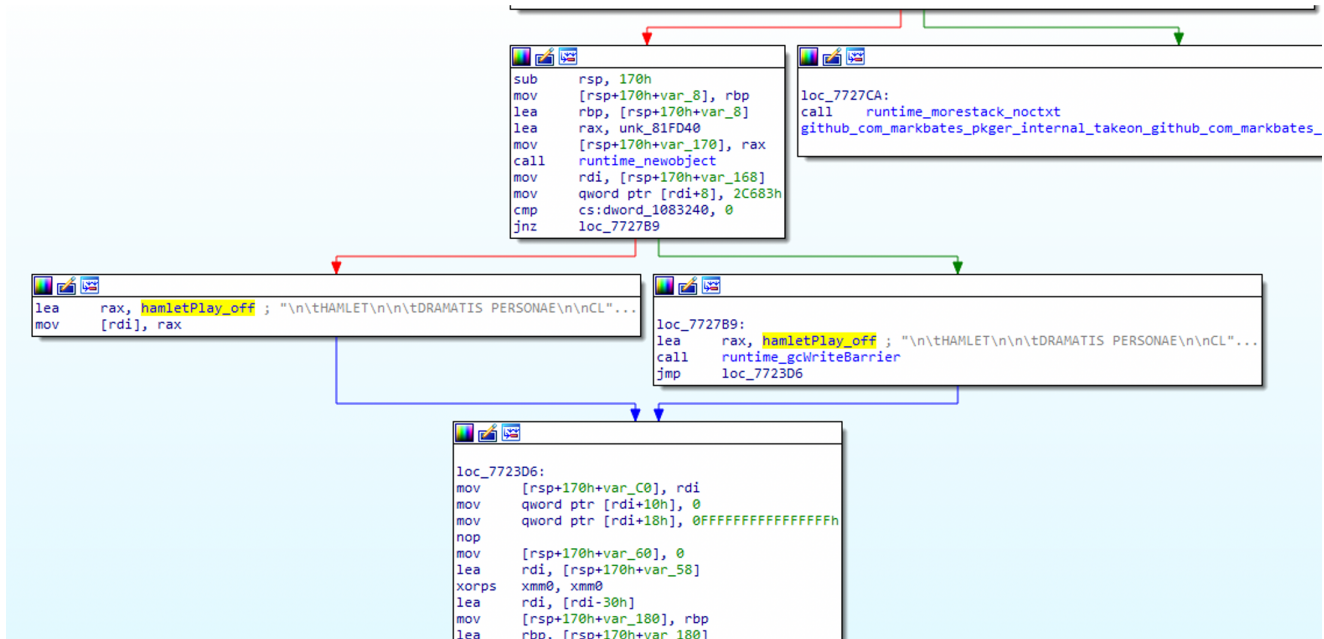 sub rsp, 170h
mov [rsp+170h+var_8], rbp
lea rbp, [rsp+170h+var_8]
lea rax, unk_81FD40
mov [rsp+170h+var_170], rax
call runtime_newobject
mov rdi, [rsp+170h+var_168]
mov qword ptr [rdi+8], 2C683h
cmp cs:dword_1083240, 0
jnz loc_7727B9
loc_7727CA:
call runtime_morestack_noctxt
github_com_markbates_pkger_internal_takeon_github_com_markbates_
lea rax, hamletPlay_off ; "\n\tHAMLET\n\n\tDRAMATIS PERSONAE\n\nCL"...
mov [rdi], rax
loc_7727B9:
lea rax, hamletPlay_off ; "\n\tHAMLET\n\n\tDRAMATIS PERSONAE\n\nCL"...
call runtime_gcWriteBarrier
jmp loc_7723D6
loc_7723D6:
mov [rsp+170h+var_C0], rdi
mov qword ptr [rdi+10h], 0
mov qword ptr [rdi+18h], 0FFFFFFFFFFFFFFFFh
nop
mov [rsp+170h+var_60], 0
lea rdi, [rsp+170h+var_58]
xorps xmm0, xmm0
lea rdi, [rdi-30h]
mov [rsp+170h+var_180], rbp
lea rbp, [rsp+170h+var_180]